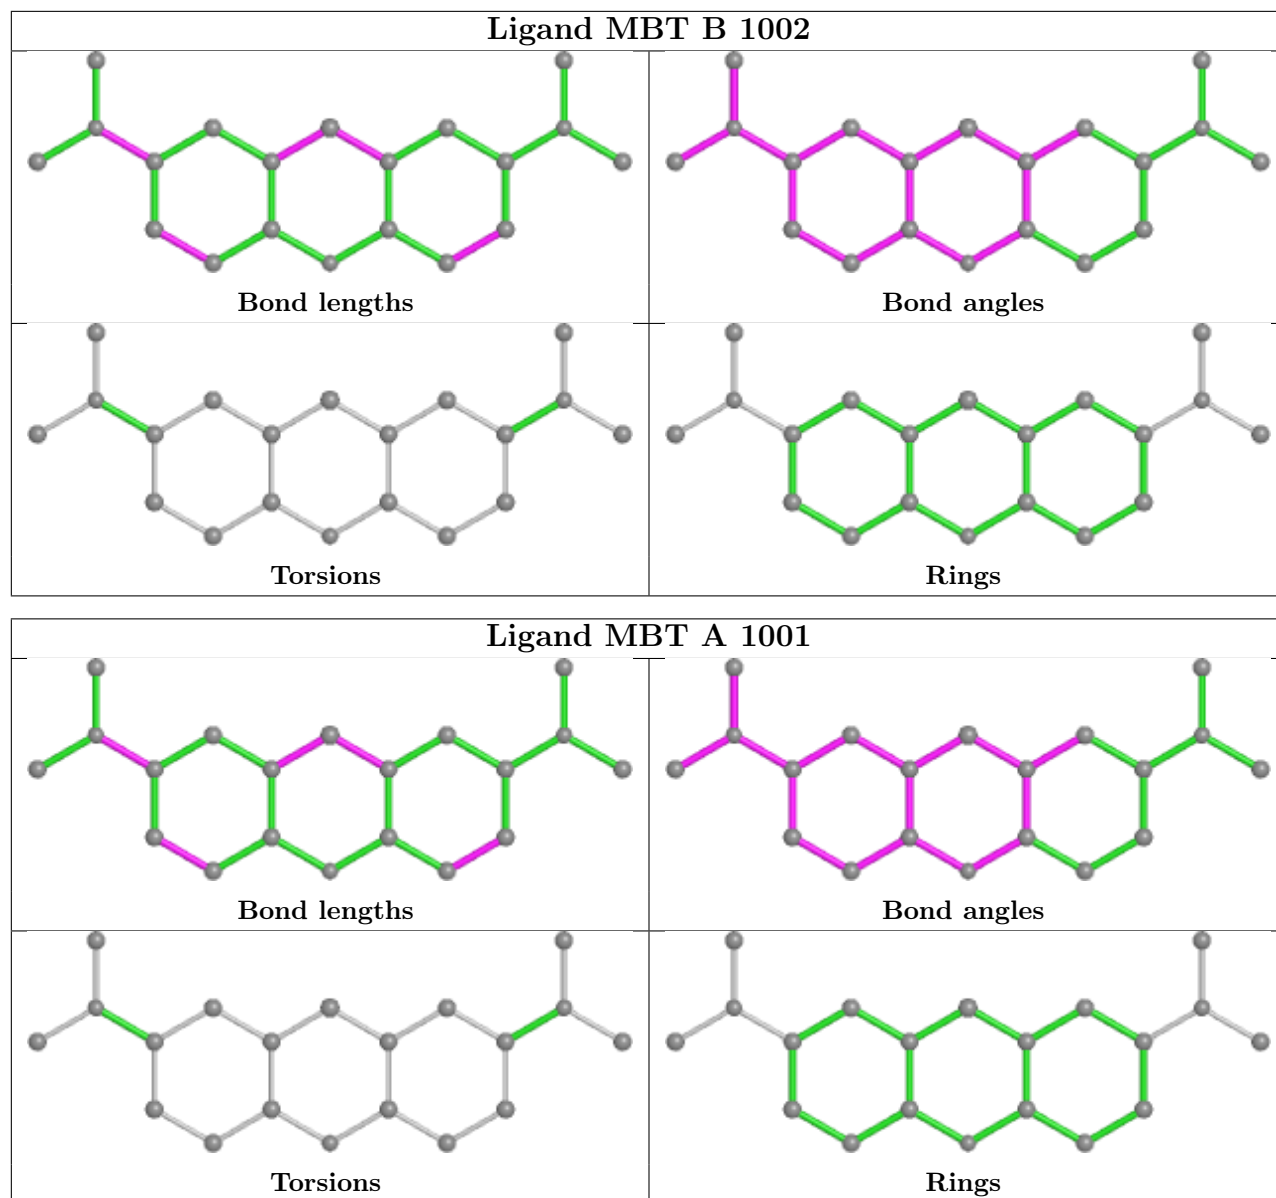 Ligand MBT B 1002
Bond lengths
Bond angles
Torsions
Rings
Ligand MBT A 1001
Bond lengths
Bond angles
Torsions
Rings